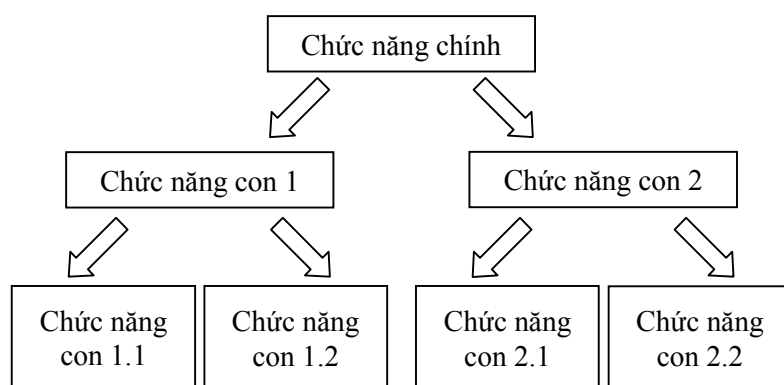 Chức năng chính
Chức năng con 1
Chức năng con 2
Chức năng
con 1.1
Chức năng
con 1.2
Chức năng
con 2.1
Chức năng
con 2.2